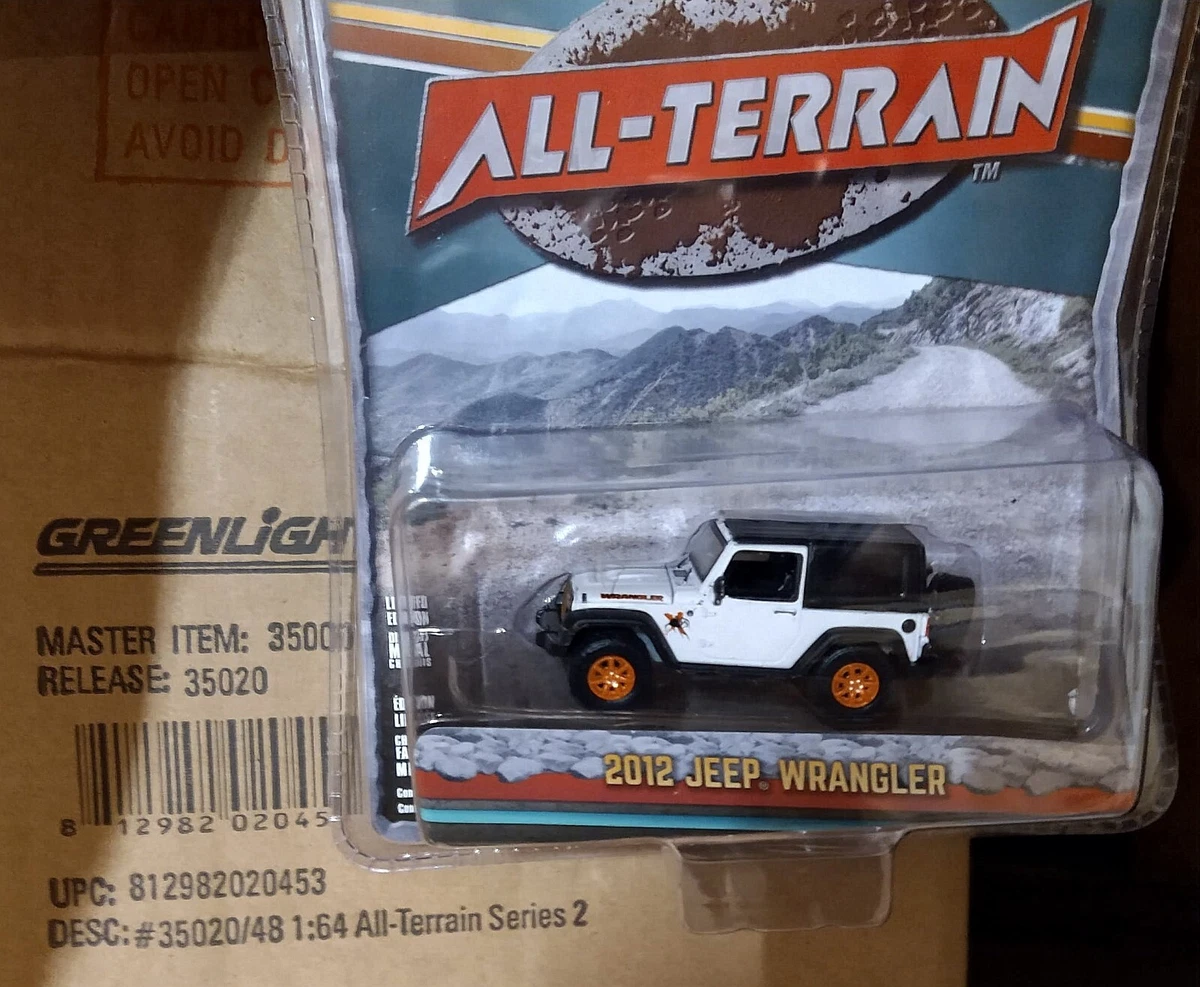 OPEN
AVOID
ALL-TERRAIN
TM
GREENLIGH
MASTER ITEM: 35000
RELEASE: 35020
WRANGLER
2012 JEEP® WRANGLER
8 12982 02045
UPC: 812982020453
DESC: #35020/48 1:64 All-Terrain Series 2